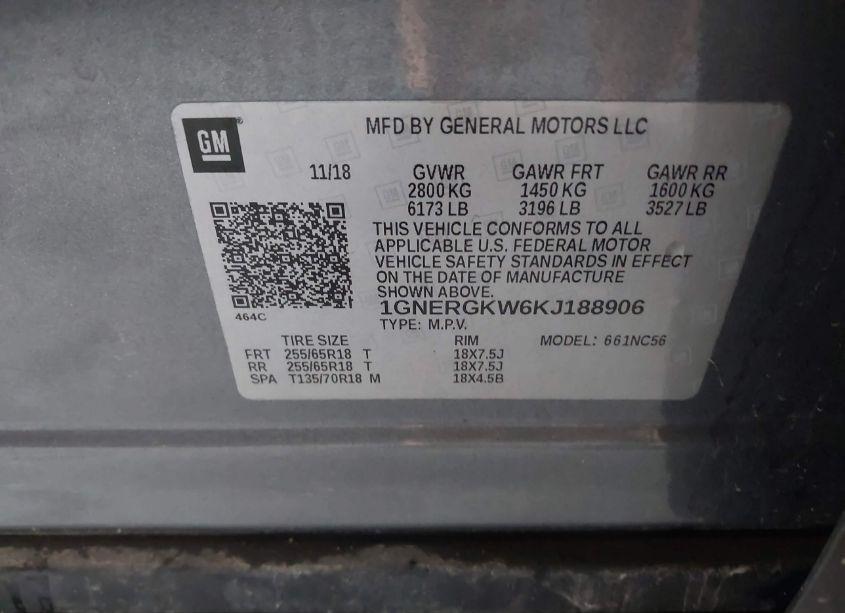 GM
MFD BY GENERAL MOTORS LLC
11/18 GVWR GAWR FRT GAWR RR
2800 KG 1450 KG 1600 KG
6173 LB 3196 LB 3527 LB
THIS VEHICLE CONFORMS TO ALL
APPLICABLE U.S. FEDERAL MOTOR
VEHICLE SAFETY STANDARDS IN EFFECT
ON THE DATE OF MANUFACTURE
SHOWN ABOVE.
464C
1GNERGKW6KJ188906
TYPE: M.P.V.
TIRE SIZE RIM MODEL: 661NC56
FRT 255/65R18 T 18X7.5J
RR 255/65R18 T 18X7.5J
SPA T135/70R18 M 18X4.5B